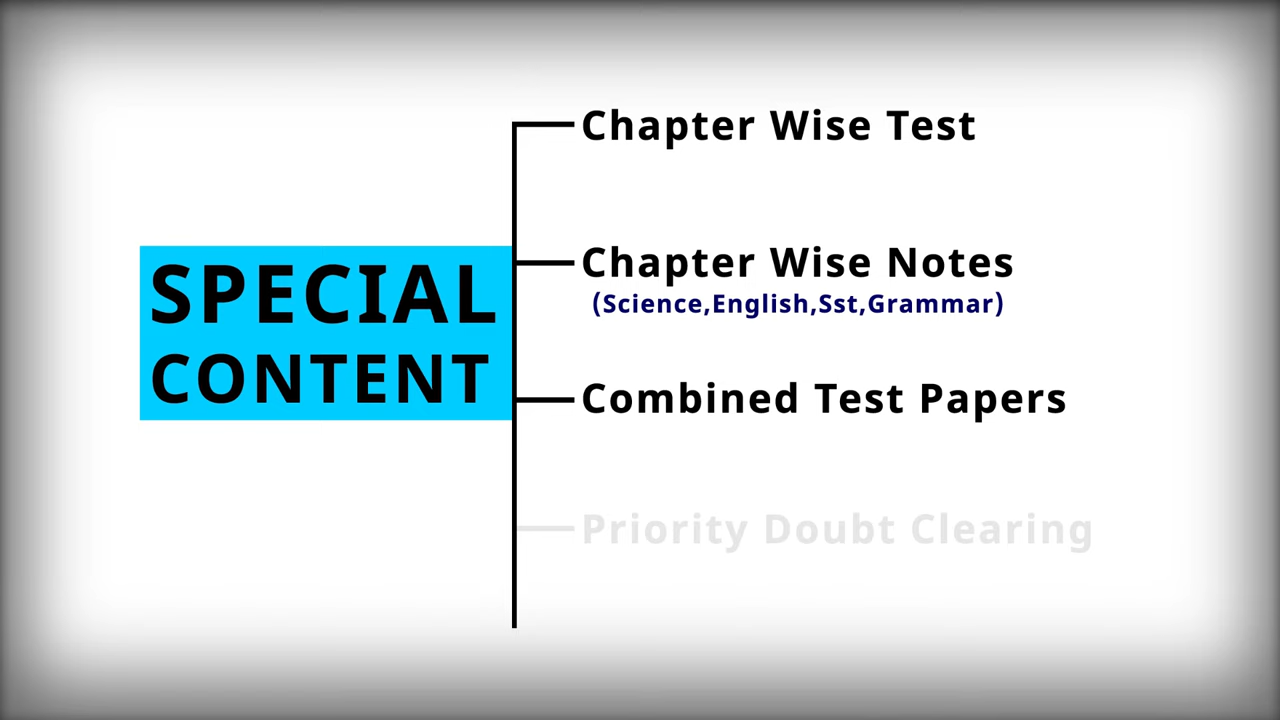 SPECIAL
CONTENT
Chapter Wise Test
Chapter Wise Notes
(Science,English,Sst,Grammar)
Combined Test Papers
Priority Doubt Clearing